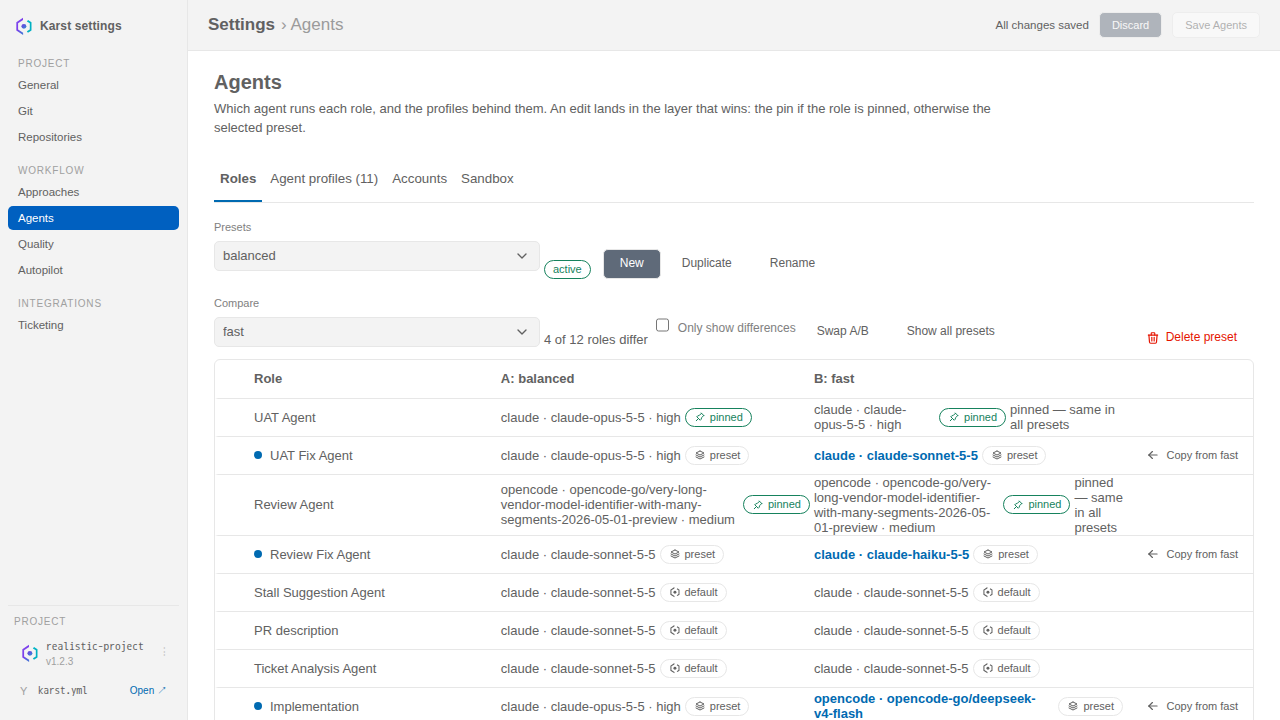 Karst settings
Settings › Agents
All changes saved
Discard
Save Agents
PROJECT
General
Git
Repositories
WORKFLOW
Approaches
Agents
Quality
Autopilot
INTEGRATIONS
Ticketing
PROJECT
realistic-project
v1.2.3
Y karst.yml
Open ↗
Agents
Which agent runs each role, and the profiles behind them. An edit lands in the layer that wins: the pin if the role is pinned, otherwise the
selected preset.
Roles Agent profiles (11) Accounts Sandbox
Presets
balanced active New Duplicate Rename
Compare
fast 4 of 12 roles differ Only show differences Swap A/B Show all presets Delete preset
Role A: balanced B: fast
UAT Agent claude · claude-opus-5-5 · high pinned
claude · claude-
opus-5-5 · high
pinned
pinned — same in
all presets
UAT Fix Agent claude · claude-opus-5-5 · high preset claude · claude-sonnet-5-5 preset Copy from fast
Review Agent
opencode · opencode-go/very-long-
vendor-model-identifier-with-many-
segments-2026-05-01-preview · medium
pinned
opencode · opencode-go/very-
long-vendor-model-identifier-
with-many-segments-2026-05-
01-preview · medium
pinned
pinned
— same
in all
presets
Review Fix Agent claude · claude-sonnet-5-5 preset claude · claude-haiku-5-5 preset Copy from fast
Stall Suggestion Agent claude · claude-sonnet-5-5 default claude · claude-sonnet-5-5 default
PR description claude · claude-sonnet-5-5 default claude · claude-sonnet-5-5 default
Ticket Analysis Agent claude · claude-sonnet-5-5 default claude · claude-sonnet-5-5 default
Implementation claude · claude-opus-5-5 · high preset
opencode · opencode-go/deepseek-
v4-flash
preset Copy from fast